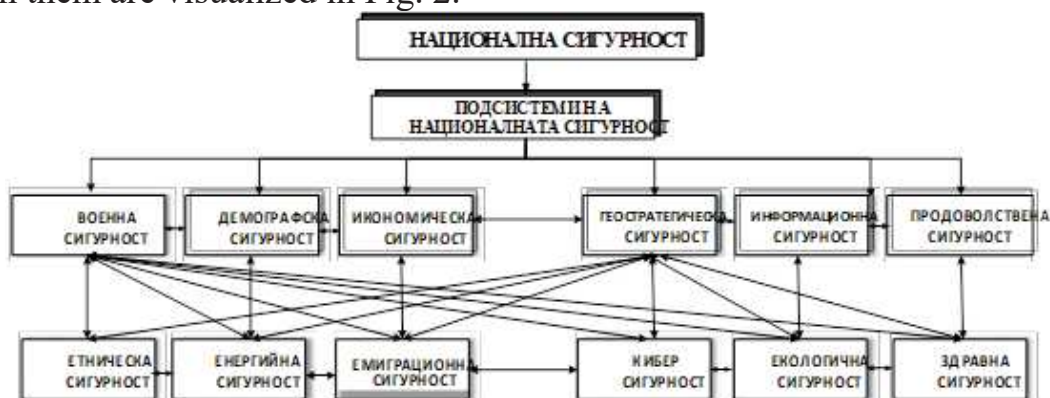 n them are visualized in Fig. 2.
НАЦИОНАЛНА СИГУРНОСТ
ПОДСИСТЕМИ НА
НАЦИОНАЛНАТА СИГУРНОСТ
ВОЕННА
СИГУРНОСТ
ДЕМОГРАФСКА
СИГУРНОСТ
ИКОНОМИЧЕСКА
СИГУРНОСТ
ГЕОСТРАТЕГИЧЕСКА
СИГУРНОСТ
ИНФОРМАЦИОННА
СИГУРНОСТ
ПРОДОВОЛСТВЕНА
СИГУРНОСТ
ЕТНИЧЕСКА
СИГУРНОСТ
ЕНЕРГИЙНА
СИГУРНОСТ
ЕМИГРАЦИОННА
СИГУРНОСТ
КИБЕР
СИГУРНОСТ
ЕКОЛОГИЧНА
СИГУРНОСТ
ЗДРАВНА
СИГУРНОСТ